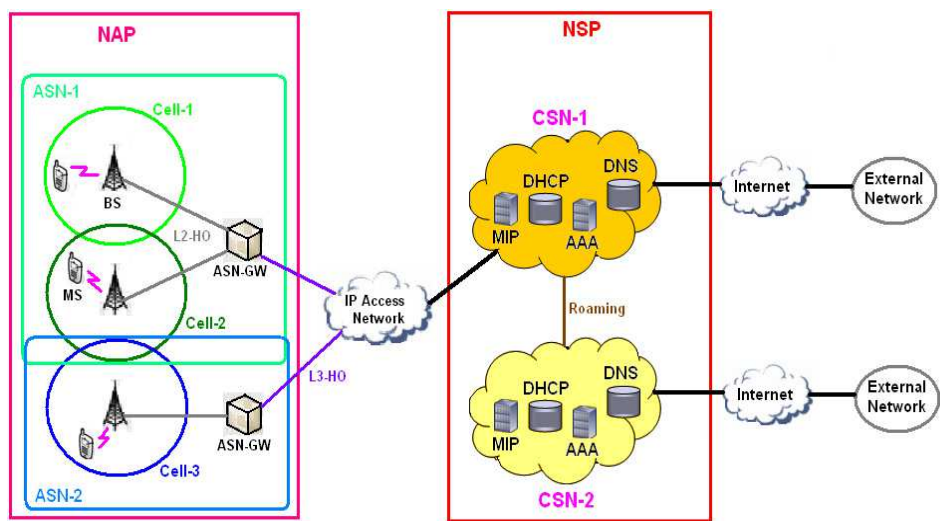 NAP
NSP
ASN-1
Cell-1
BS
L2-HO
ASN-GW
MS
Cell-2
L3-HO
ASN-GW
Cell-3
ASN-2
IP Access
Network
CSN-1
DHCP
DNS
MIP
AAA
Roaming
DHCP
DNS
MIP
AAA
CSN-2
Internet
External
Network
Internet
External
Network